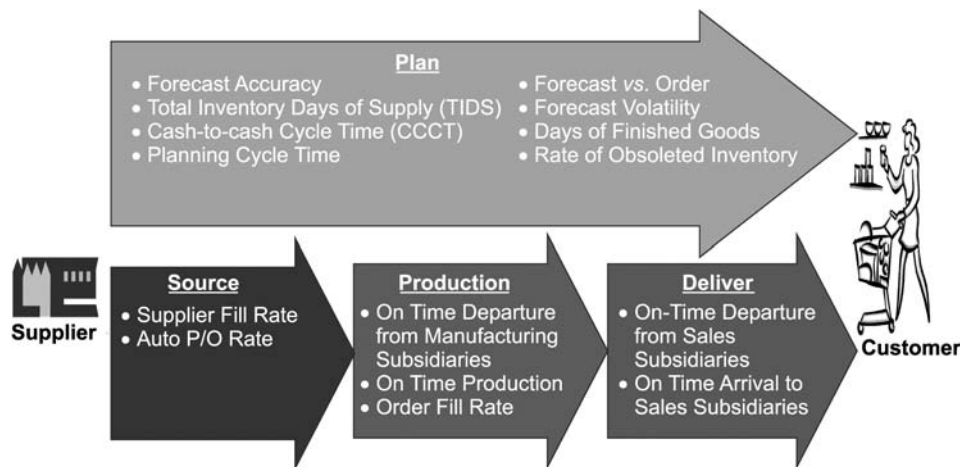 Plan
• Forecast Accuracy
• Total Inventory Days of Supply (TIDS)
• Cash-to-cash Cycle Time (CCCT)
• Planning Cycle Time
• Forecast vs. Order
• Forecast Volatility
• Days of Finished Goods
• Rate of Obsoleted Inventory
Supplier
Source
• Supplier Fill Rate
• Auto P/O Rate
Production
• On Time Departure
from Manufacturing
Subsidiaries
• On Time Production
• Order Fill Rate
Deliver
• On-Time Departure
from Sales
Subsidiaries
• On Time Arrival to
Sales Subsidiaries
Customer